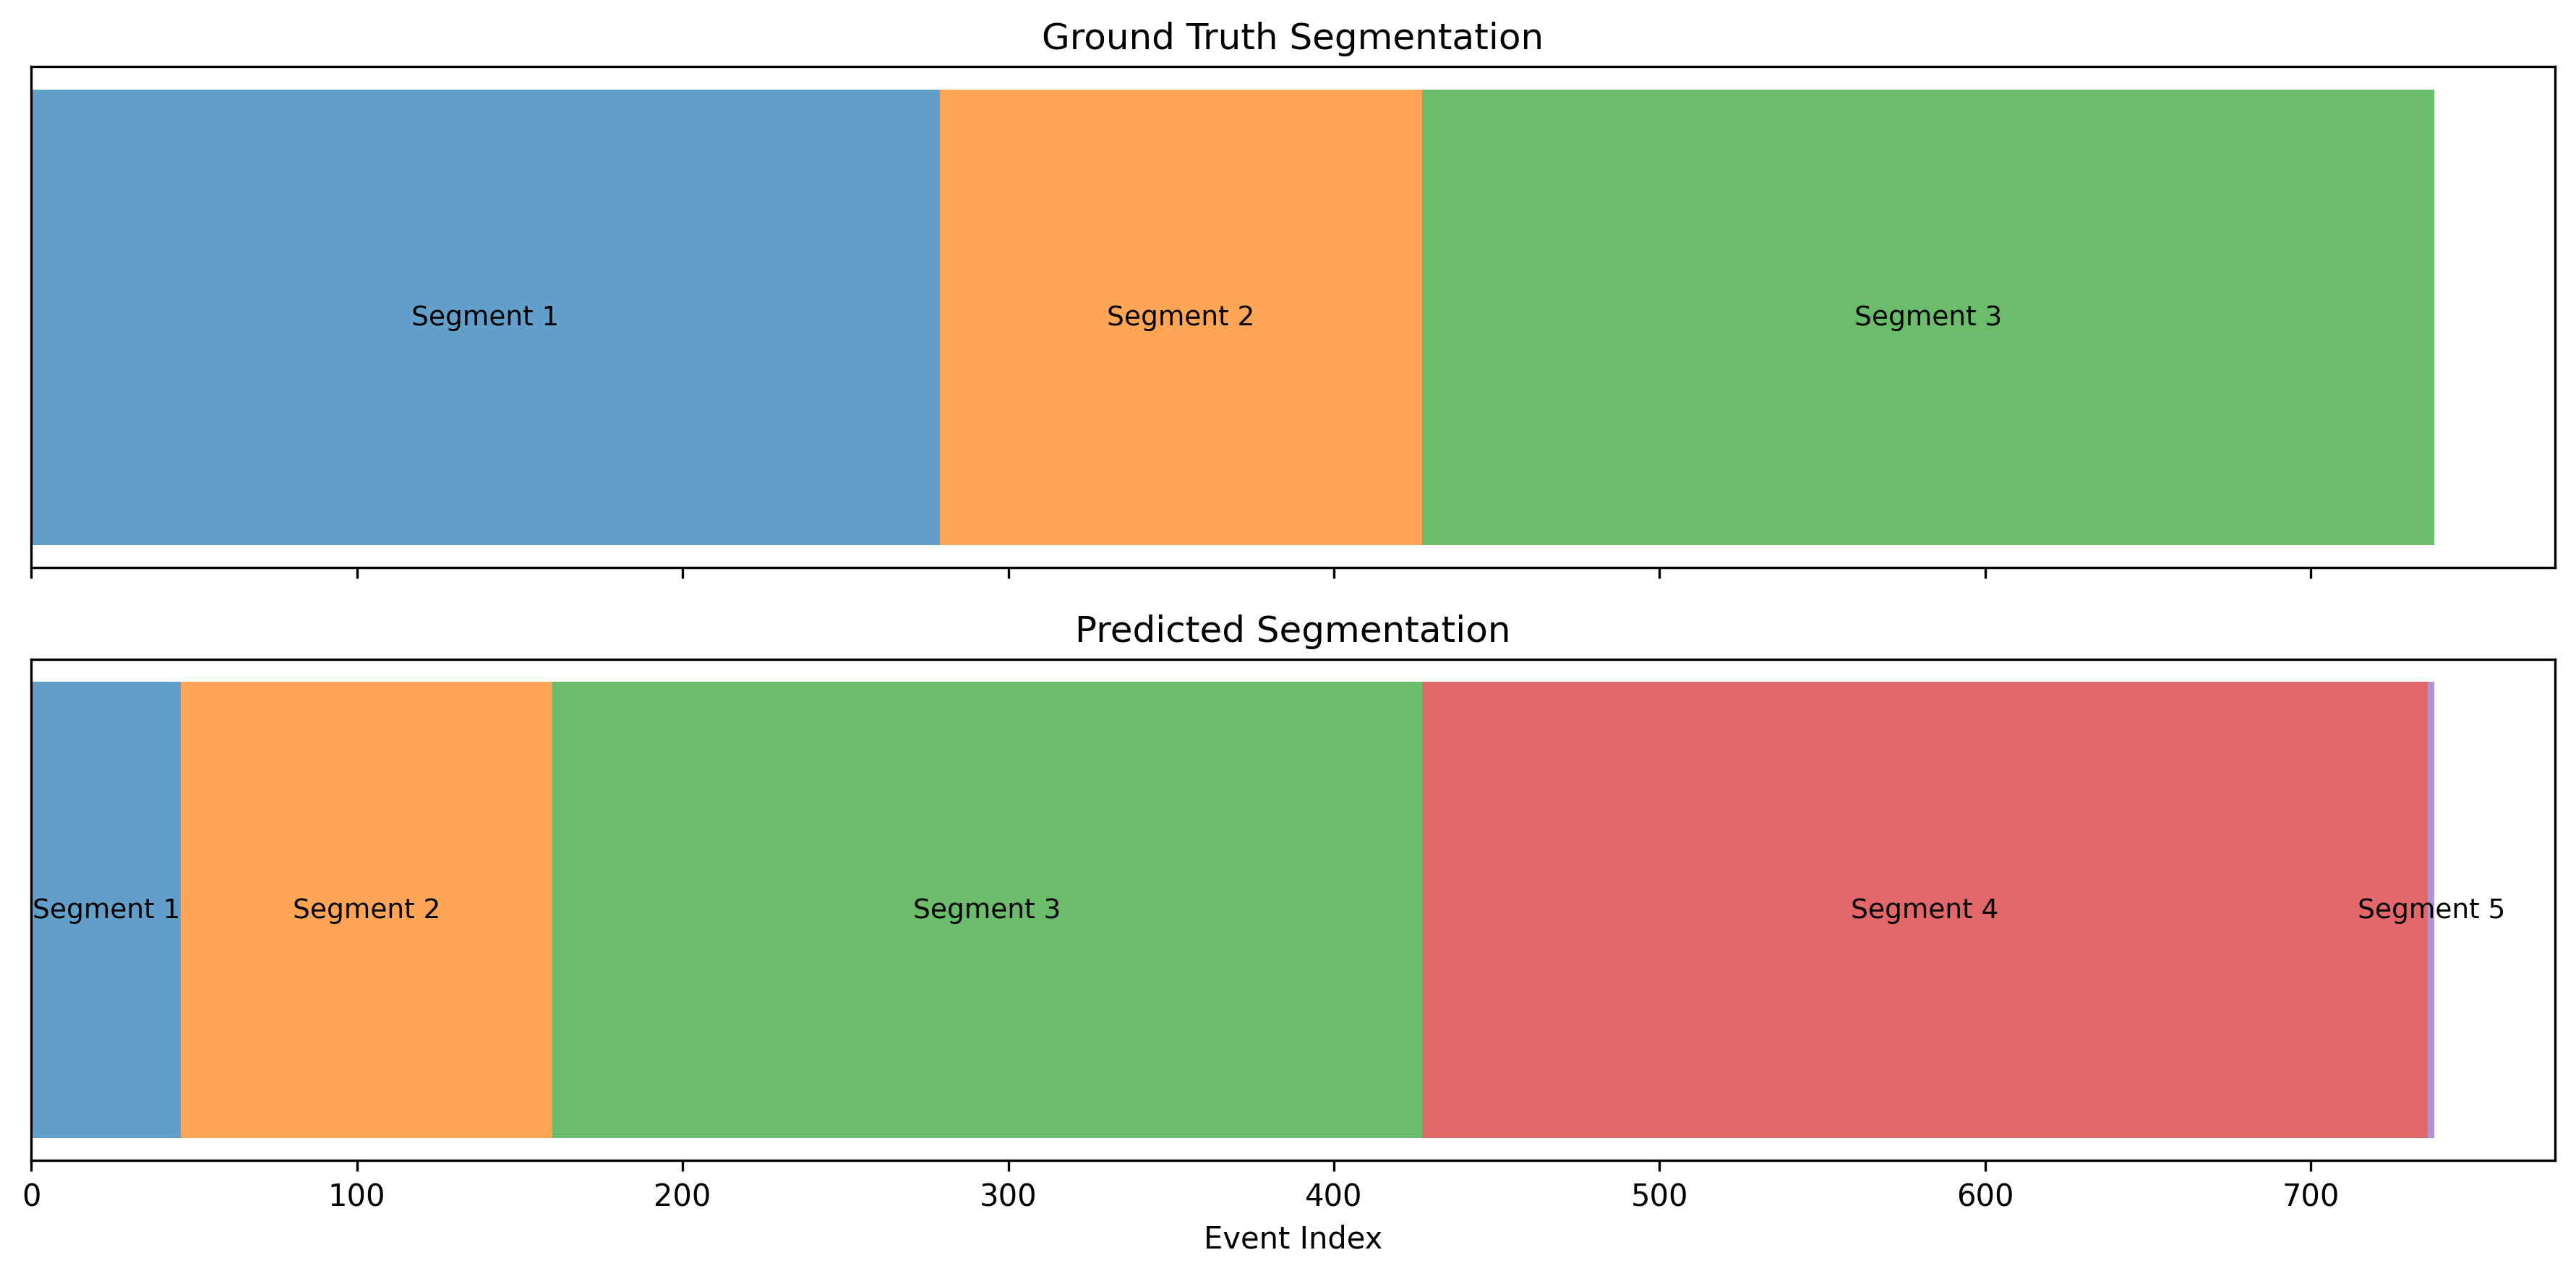 Ground Truth Segmentation
Segment 1 Segment 2 Segment 3
Predicted Segmentation
Segment 1 Segment 2 Segment 3 Segment 4 Segment 5
0 100 200 300 400 500 600 700
Event Index